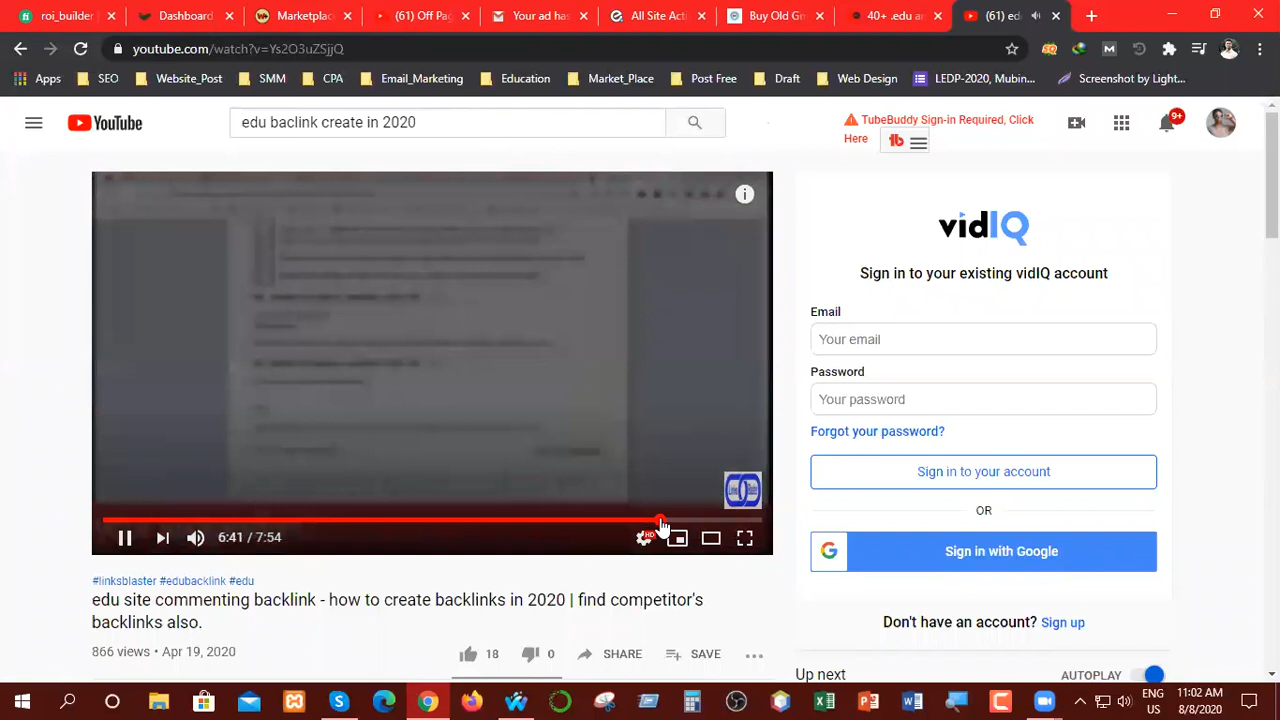 roi_builder
Dashboard
Marketplac
(61) Off Pag
Your ad has
All Site Acti
Buy Old Gm
40+ .edu an
(61) ed
youtube.com/watch?v=Ys2O3uZSjjQ
Apps
SEO
Website_Post
SMM
CPA
Email_Marketing
Education
Market_Place
Post Free
Draft
Web Design
LEDP-2020, Mubin...
Screenshot by Light...
YouTube
edu baclink create in 2020
TubeBuddy Sign-in Required, Click
Here
9+
vidIQ
Sign in to your existing vidIQ account
Email
Your email
Password
Your password
Forgot your password?
Sign in to your account
OR
Sign in with Google
Don't have an account? Sign up
6:41 / 7:54
HD
#linksblaster #edubacklink #edu
edu site commenting backlink - how to create backlinks in 2020 | find competitor's
backlinks also.
866 views • Apr 19, 2020
18
0
SHARE
SAVE
Up next
AUTOPLAY
ENG
US
11:02 AM
8/8/2020